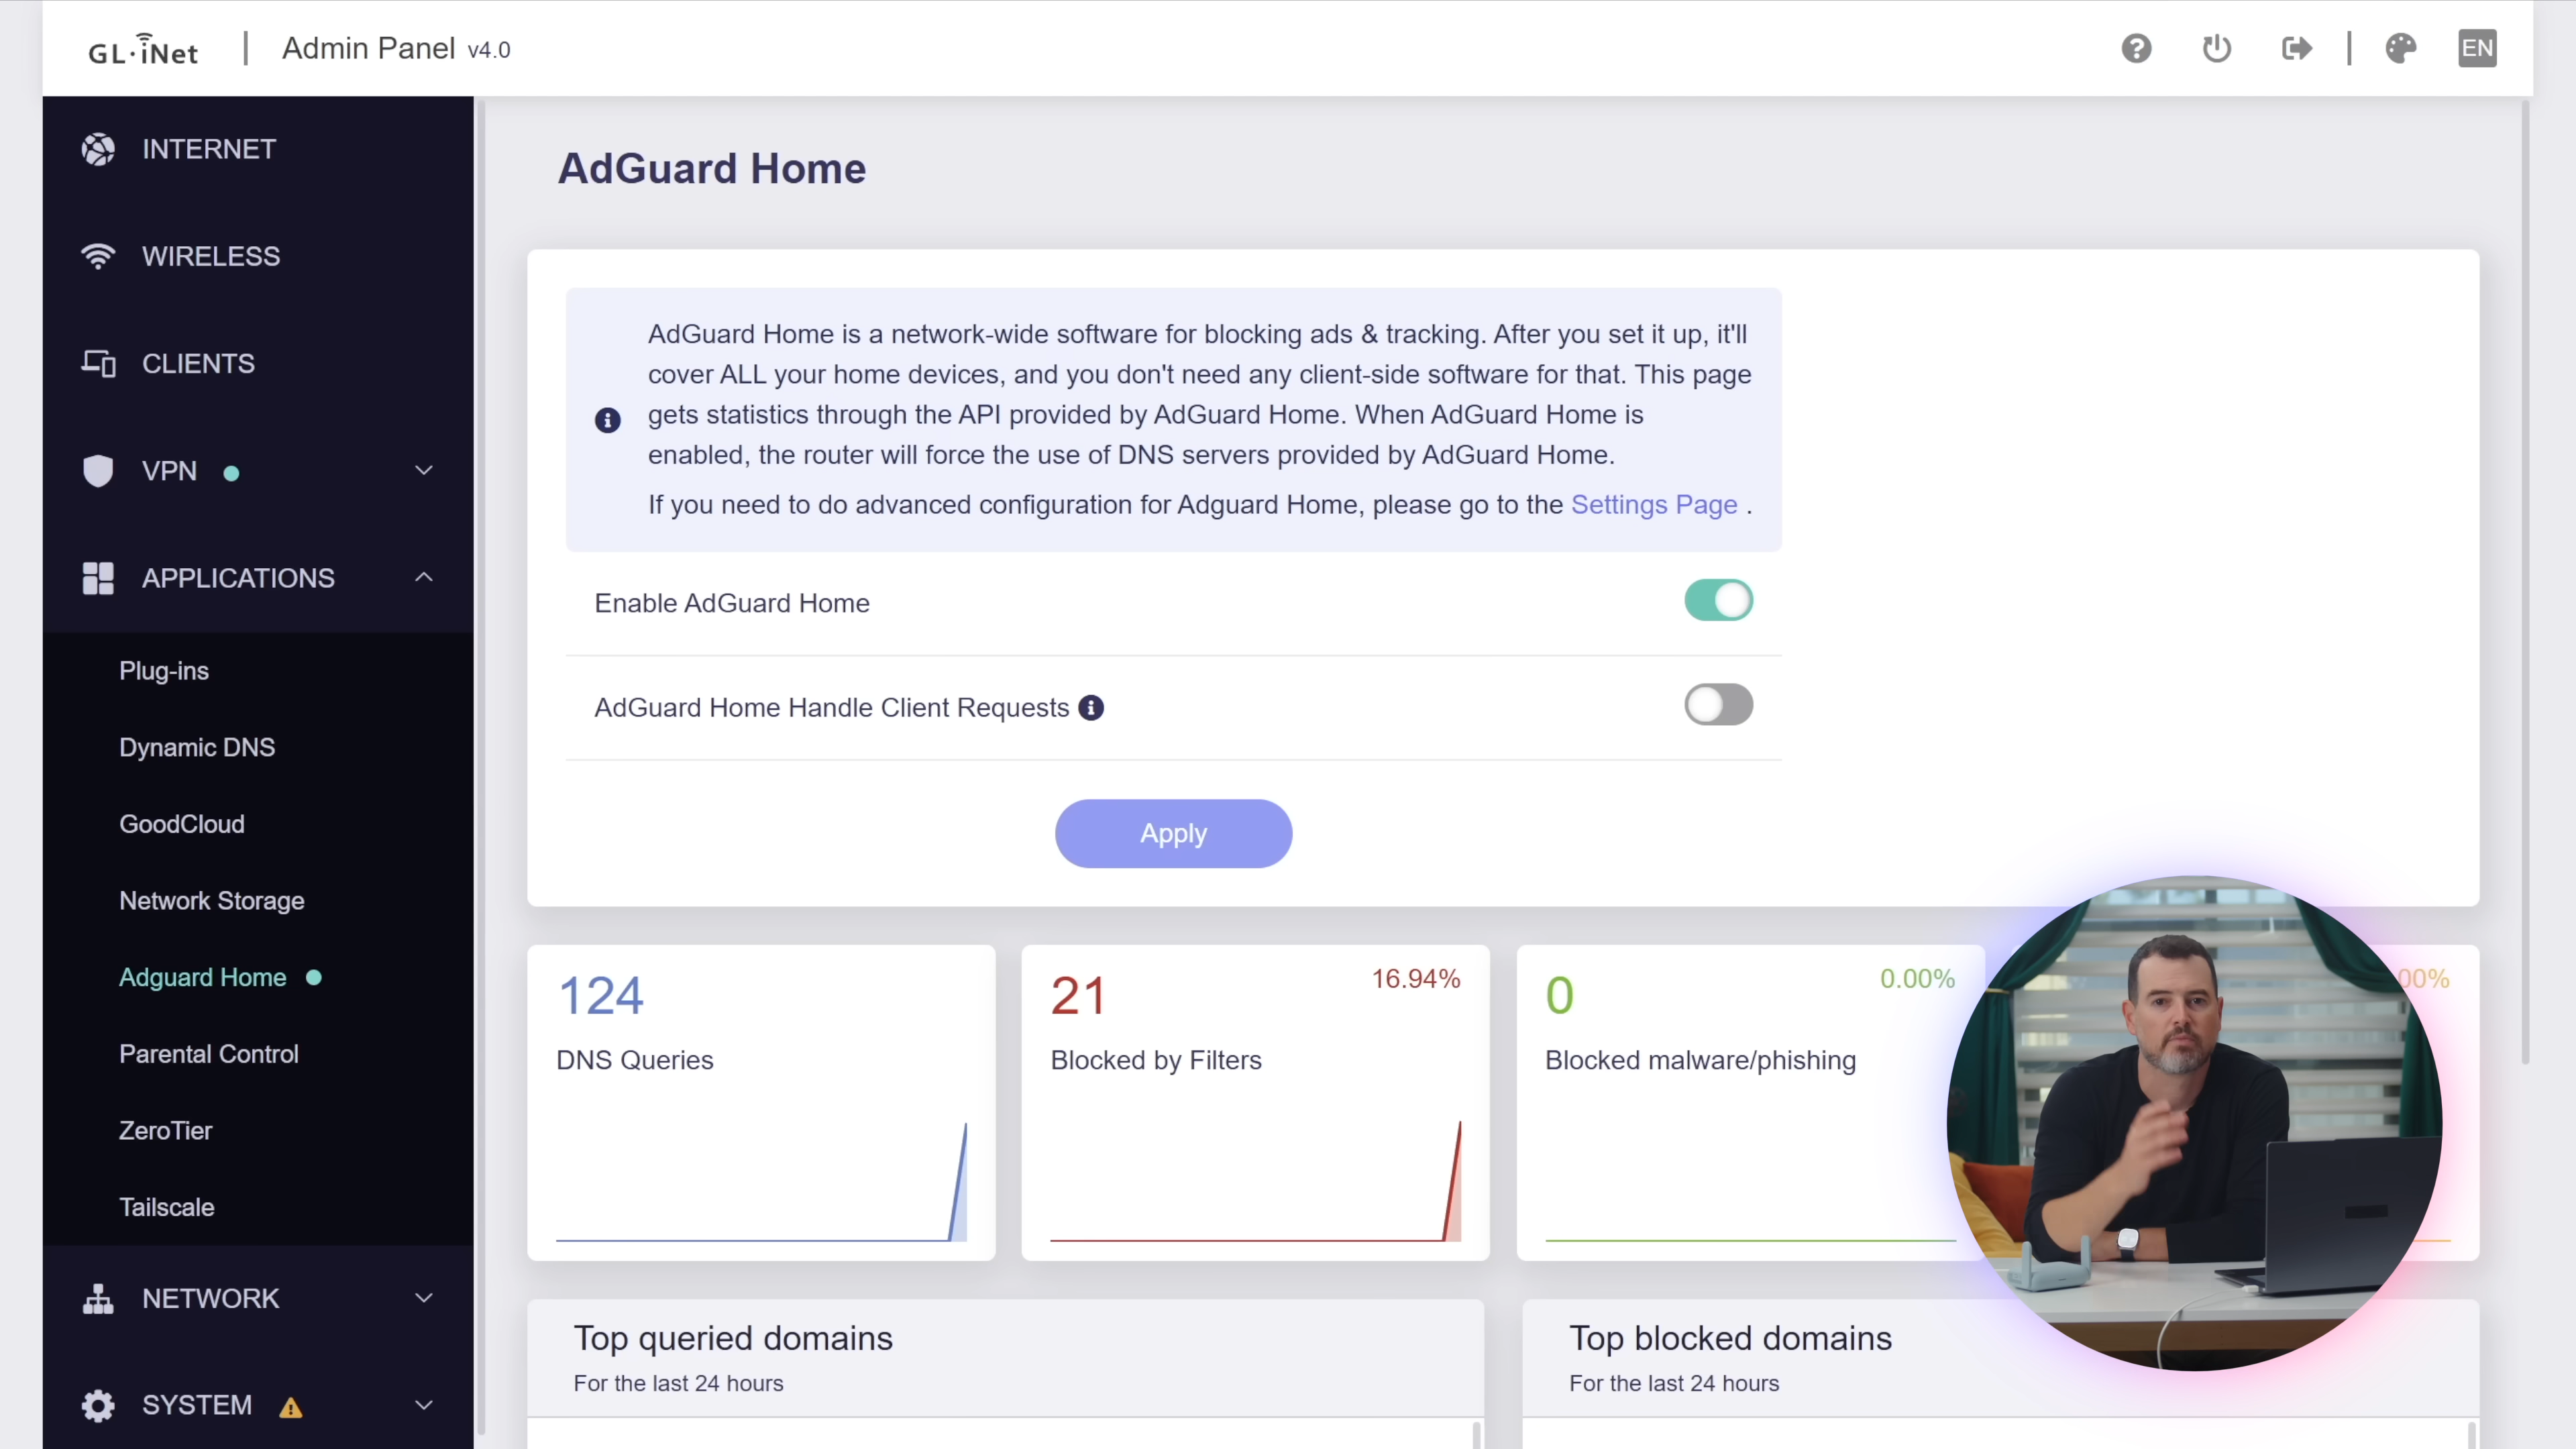 GL·iNet | Admin Panel v4.0
EN
INTERNET
WIRELESS
CLIENTS
VPN
APPLICATIONS
Plug-ins
Dynamic DNS
GoodCloud
Network Storage
Adguard Home
Parental Control
ZeroTier
Tailscale
NETWORK
SYSTEM
AdGuard Home
AdGuard Home is a network-wide software for blocking ads & tracking. After you set it up, it'll
cover ALL your home devices, and you don't need any client-side software for that. This page
gets statistics through the API provided by AdGuard Home. When AdGuard Home is
enabled, the router will force the use of DNS servers provided by AdGuard Home.
If you need to do advanced configuration for Adguard Home, please go to the Settings Page .
Enable AdGuard Home
AdGuard Home Handle Client Requests
Apply
124
DNS Queries
21
16.94%
Blocked by Filters
0
0.00%
Blocked malware/phishing
00%
Top queried domains
For the last 24 hours
Top blocked domains
For the last 24 hours